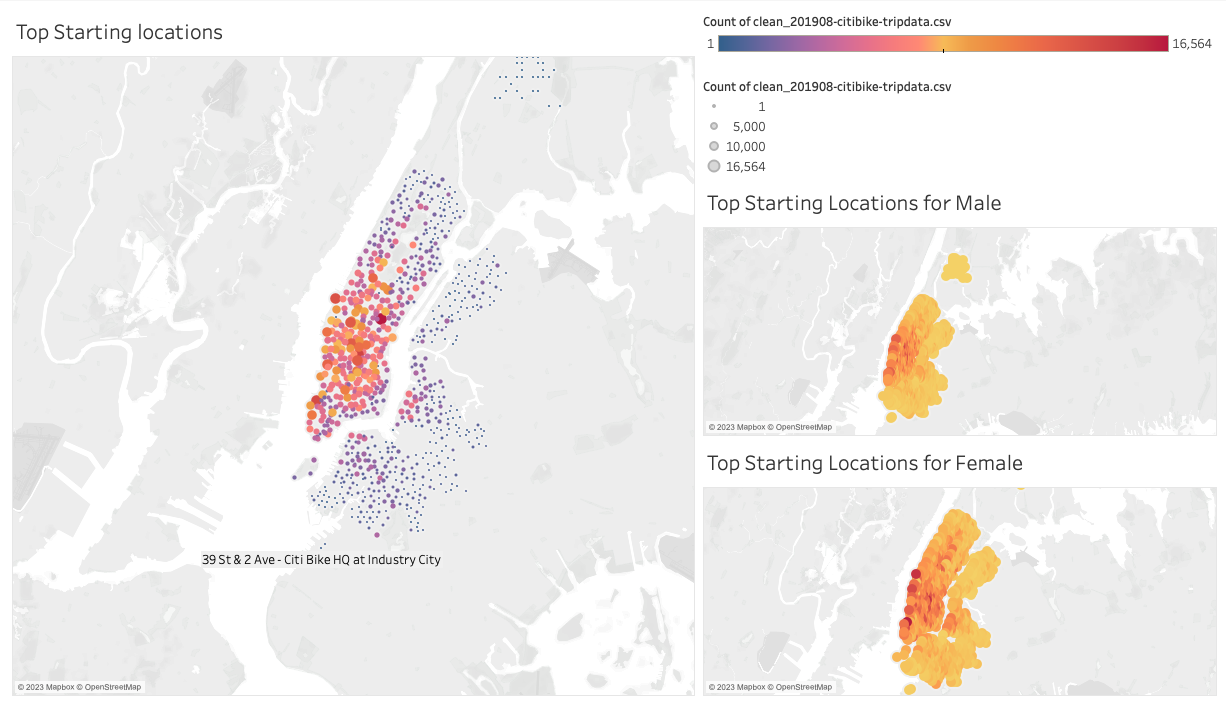 Top Starting locations
39 St & 2 Ave - Citi Bike HQ at Industry City
© 2023 Mapbox © OpenStreetMap
Count of clean_201908-citibike-tripdata.csv
1 16,564
Count of clean_201908-citibike-tripdata.csv
1
5,000
10,000
16,564
Top Starting Locations for Male
© 2023 Mapbox © OpenStreetMap
Top Starting Locations for Female
© 2023 Mapbox © OpenStreetMap